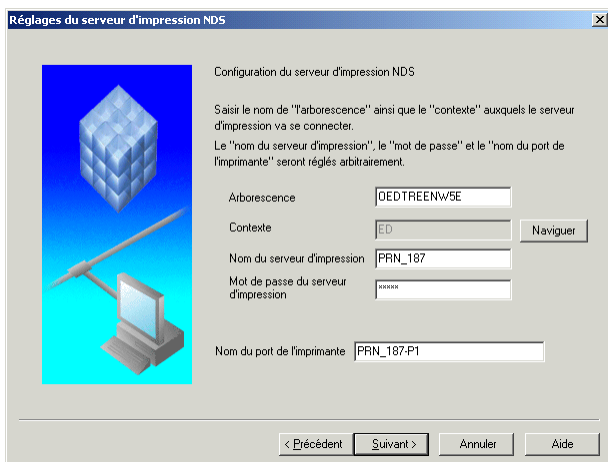 Réglages du serveur d'impression NDS
Configuration du serveur d'impression NDS
Saisir le nom de "l'arborescence" ainsi que le "contexte" auxquels le serveur
d'impression va se connecter.
Le "nom du serveur d'impression", le "mot de passe" et le "nom du port de
l'imprimante" seront réglés arbitrairement.
Arborescence OEDTREENW5E
Contexte ED Naviguer
Nom du serveur d'impression PRN_187
Mot de passe du serveur
d'impression xxxxx
Nom du port de l'imprimante PRN_187-P1
< Précédent Suivant > Annuler Aide